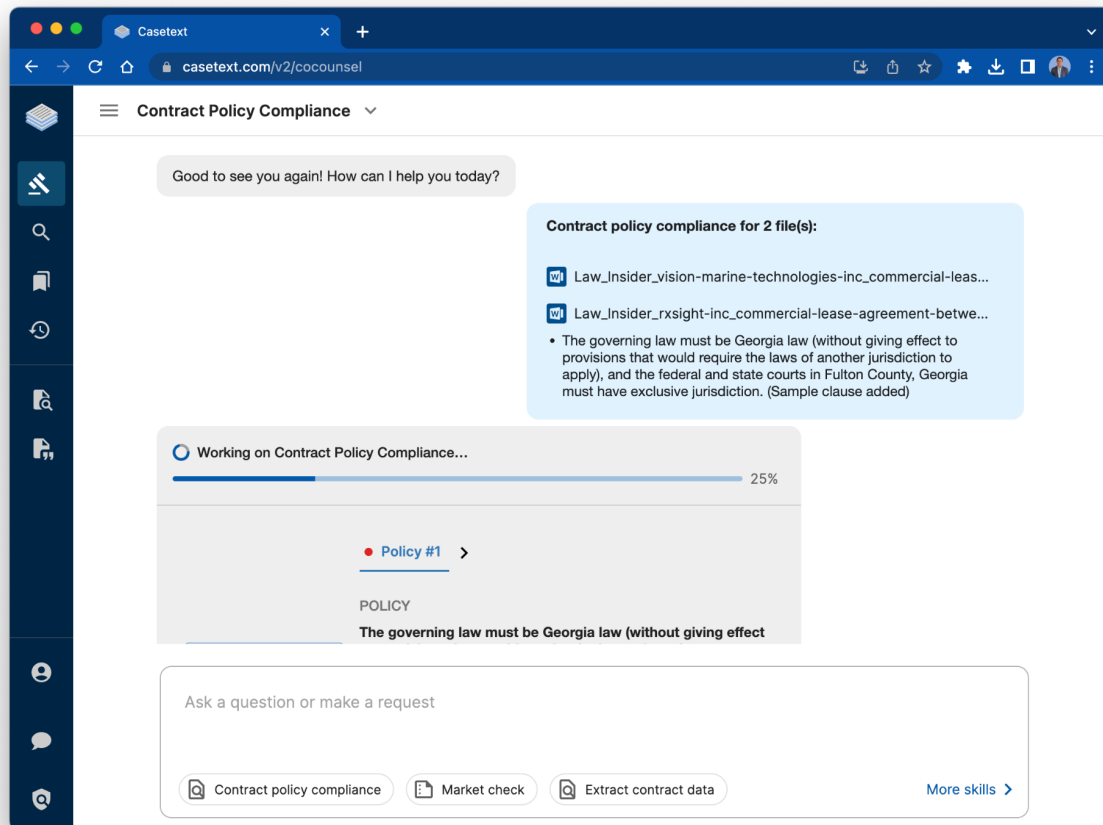 Casetext
casetext.com/v2/cocounsel
Contract Policy Compliance
Good to see you again! How can I help you today?
Contract policy compliance for 2 file(s):
Law_Insider_vision-marine-technologies-inc_commercial-leas...
Law_Insider_rxsight-inc_commercial-lease-agreement-betwe...
• The governing law must be Georgia law (without giving effect to
provisions that would require the laws of another jurisdiction to
apply), and the federal and state courts in Fulton County, Georgia
must have exclusive jurisdiction. (Sample clause added)
Working on Contract Policy Compliance...
25%
Policy #1
POLICY
The governing law must be Georgia law (without giving effect
Ask a question or make a request
Contract policy compliance
Market check
Extract contract data
More skills